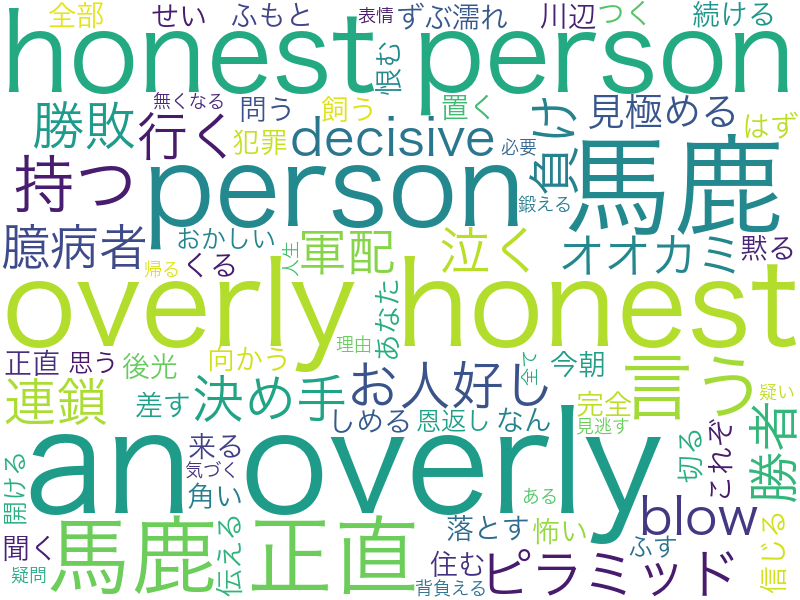 全部 せい ふもと 表情 ずぶ濡れ 川辺 つく 続ける
honest person
恨む
無くなる 問う 飼う 置く 見極める はず
勝敗 行く 犯罪 decisive 必要 負け
持つ person 馬鹿
鍛える
臆病者 おかしい 人生 軍配 泣く オオカミ 黙る
帰る くる
overly honest
あなた
正直 思う 後光 向かう 理由 今朝 全て 疑い
連鎖 差す 決め手 お人好し 完全 言う
しめる 恩返し なん 見逃す
来る 切る これぞ 勝者
an overly
気づく
開ける 角い ある blow
馬鹿 正直 落とす 怖い 信じる
聞く 伝える 住む ふす
疑問 背負える ピラミッド